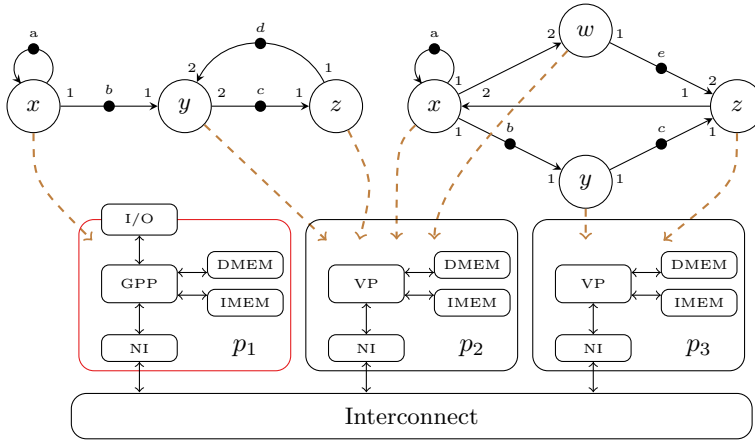 d
a
a
w
2
1
e
2
1
1
2
x
1
b
1
y
2
c
1
z
x
1
2
1
z
1
b
1
c
1
y
1
I/O
GPP
DMEM
IMEM
NI
p1
VP
DMEM
IMEM
NI
p2
VP
DMEM
IMEM
NI
p3
Interconnect